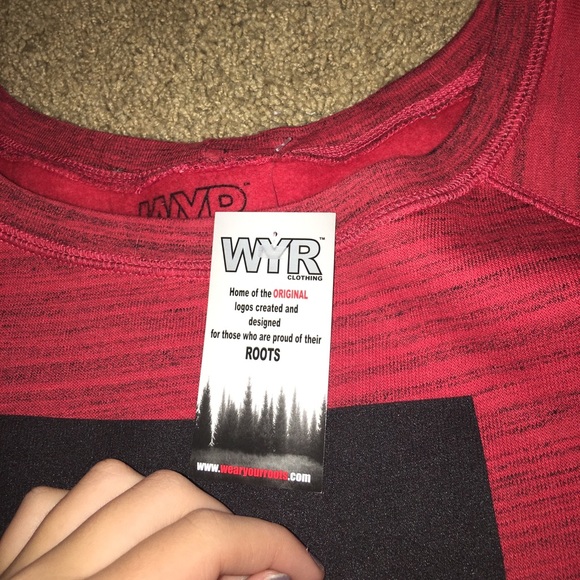 WYR
WYR™
CLOTHING
Home of the ORIGINAL
logos created and
designed
for those who are proud of their
ROOTS
www.wearyourroots.com